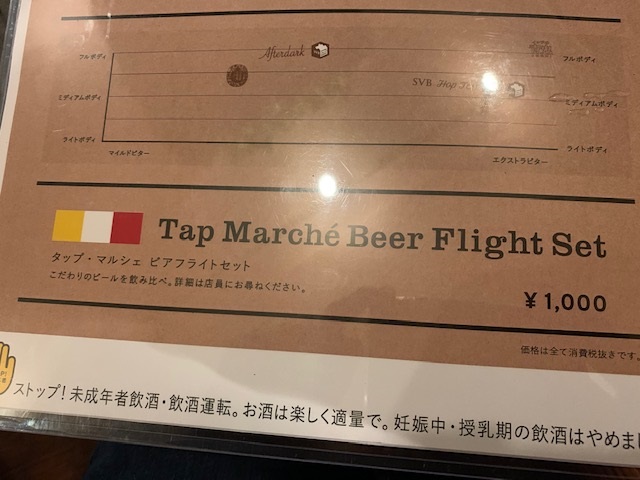 フルボディ
Afterdark
フルボディ
SVB Hop
ミディアムボディ
ミディアムボディ
ライトボディ
ライトボディ
マイルドビター
エクストラビター
Tap Marché Beer Flight Set
タップ・マルシェ ビアフライトセット
こだわりのビールを飲み比べ。詳細は店員にお尋ねください。
¥1,000
価格は全て消費税抜きです。
ストップ!未成年者飲酒・飲酒運転。お酒は楽しく適量で。妊娠中・授乳期の飲酒はやめま